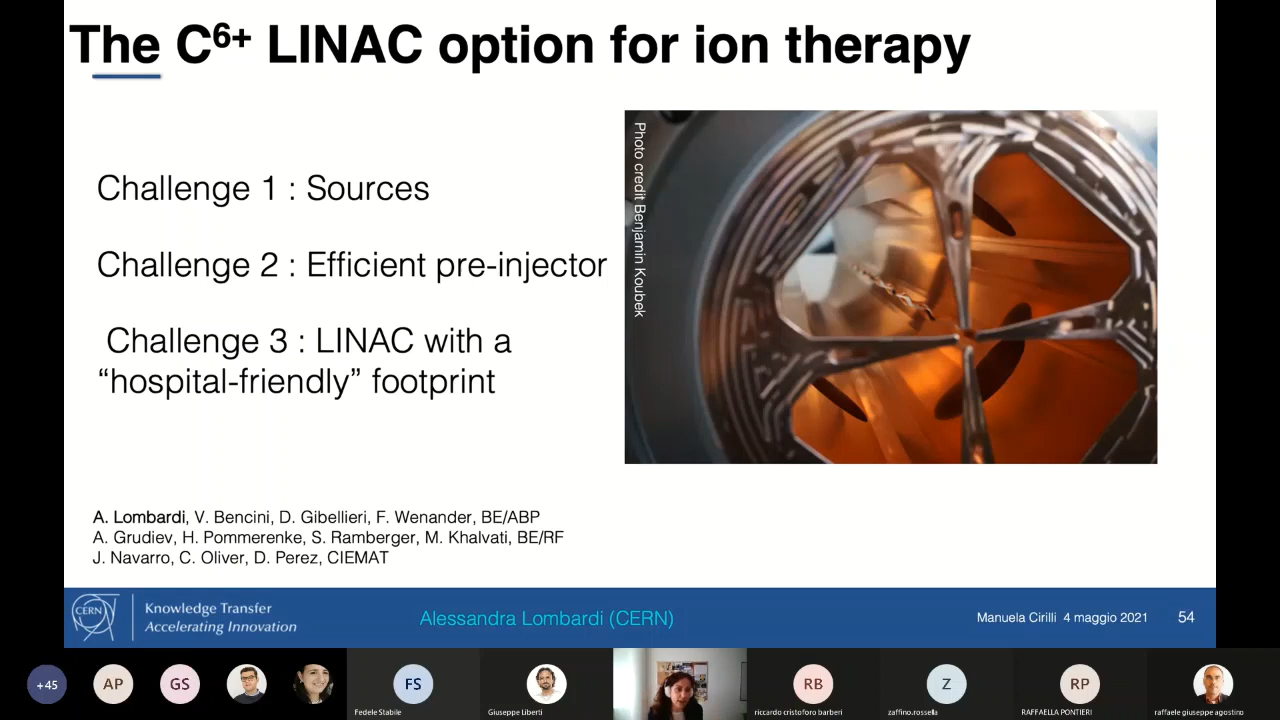 The C⁶⁺ LINAC option for ion therapy
Challenge 1 : Sources
Challenge 2 : Efficient pre-injector
Challenge 3 : LINAC with a
“hospital-friendly” footprint
Photo credit Benjamin Koubek
A. Lombardi, V. Bencini, D. Gibellieri, F. Wenander, BE/ABP
A. Grudiev, H. Pommerenke, S. Ramberger, M. Khalvati, BE/RF
J. Navarro, C. Oliver, D. Perez, CIEMAT
CERN
Knowledge Transfer
Accelerating Innovation
Alessandra Lombardi (CERN)
Manuela Cirilli 4 maggio 2021
54
+45
AP
GS
FS
RB
Z
RP
Fedele Stabile
Giuseppe Liberti
riccardo cristoforo barberi
zaffino.rossella
RAFFAELLA PONTIERI
raffaele giuseppe agostino